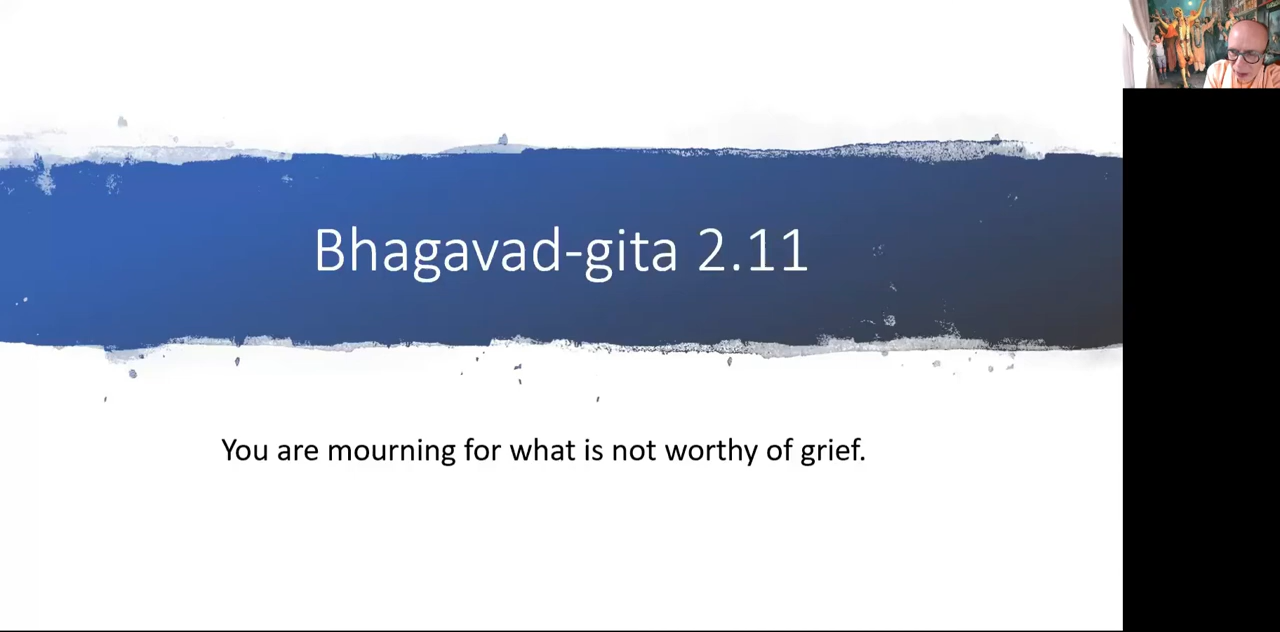 Bhagavad-gita 2.11
You are mourning for what is not worthy of grief.